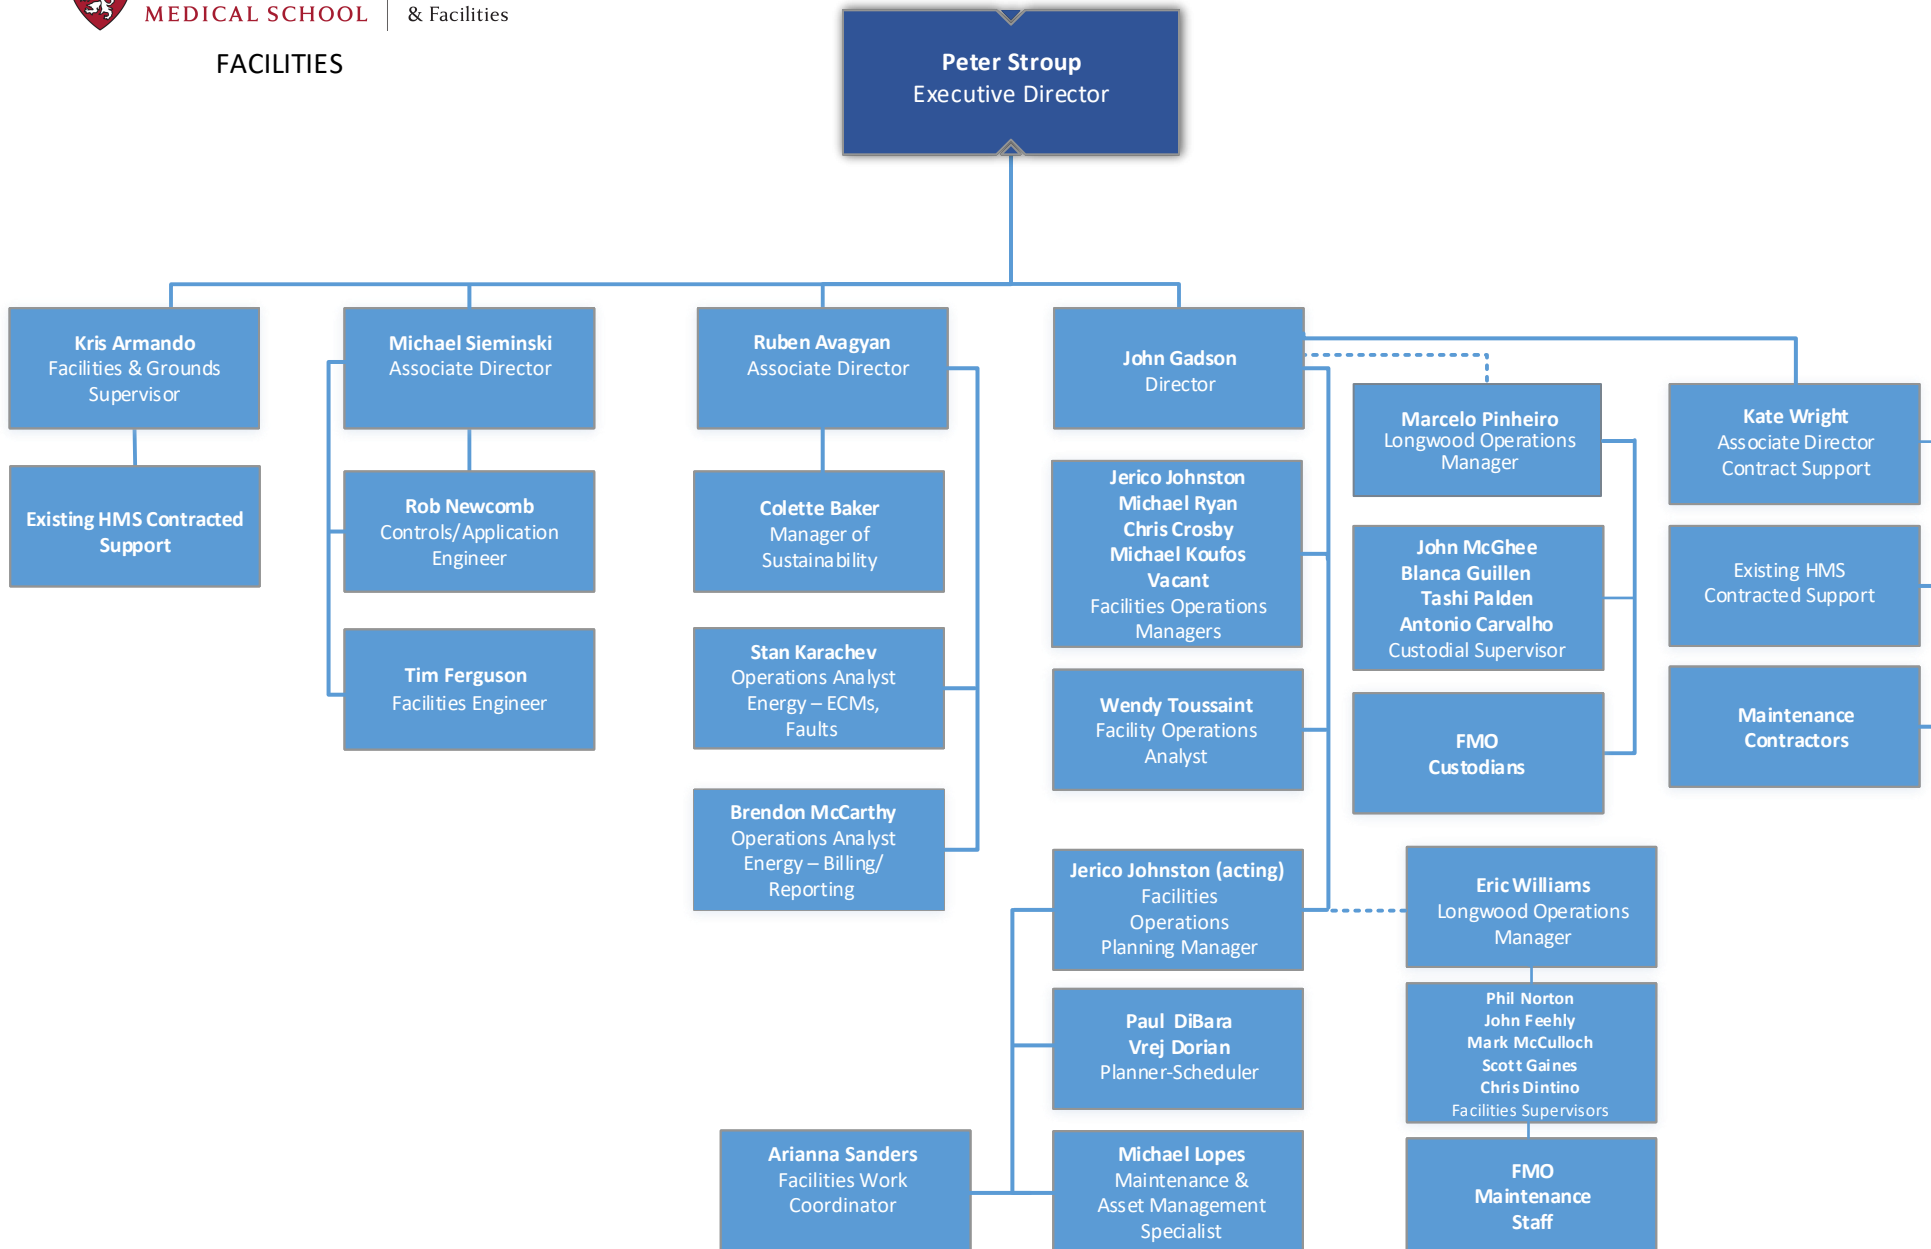 MEDICAL SCHOOL
& Facilities
FACILITIES
Peter Stroup
Executive Director
Kris Armando
Facilities & Grounds
Supervisor
Existing HMS Contracted
Support
Michael Sieminski
Associate Director
Rob Newcomb
Controls/Application
Engineer
Tim Ferguson
Facilities Engineer
Ruben Avagyan
Associate Director
Colette Baker
Manager of
Sustainability
Stan Karachev
Operations Analyst
Energy – ECMs,
Faults
Brendon McCarthy
Operations Analyst
Energy – Billing/
Reporting
John Gadson
Director
Jerico Johnston
Michael Ryan
Chris Crosby
Michael Koufos
Vacant
Facilities Operations
Managers
Wendy Toussaint
Facility Operations
Analyst
Jerico Johnston (acting)
Facilities
Operations
Planning Manager
Paul DiBara
Vrej Dorian
Planner-Scheduler
Arianna Sanders
Facilities Work
Coordinator
Michael Lopes
Maintenance &
Asset Management
Specialist
Marcelo Pinheiro
Longwood Operations
Manager
John McGhee
Blanca Guillen
Tashi Palden
Antonio Carvalho
Custodial Supervisor
FMO
Custodians
Eric Williams
Longwood Operations
Manager
Phil Norton
John Feehly
Mark McCulloch
Scott Gaines
Chris Dintino
Facilities Supervisors
FMO
Maintenance
Staff
Kate Wright
Associate Director
Contract Support
Existing HMS
Contracted Support
Maintenance
Contractors